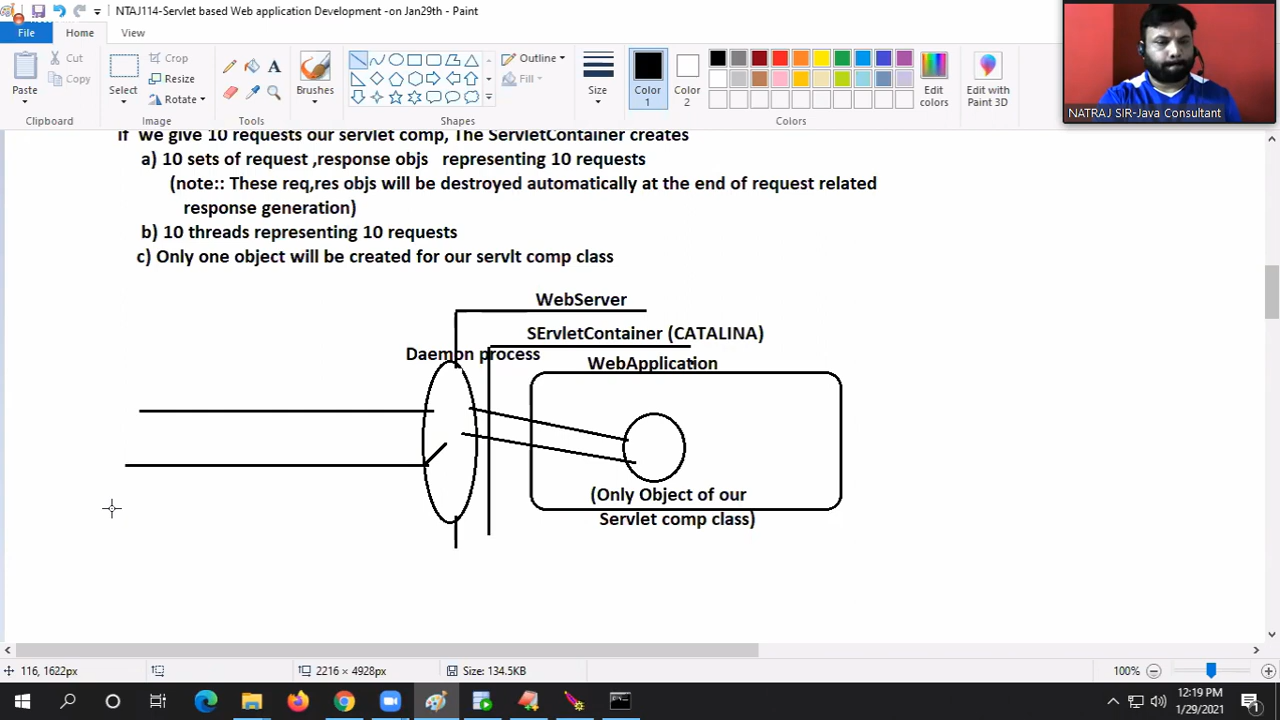 NTAJ114-Servlet based Web application Development -on Jan29th - Paint
File
Home
View
Paste
Cut
Copy
Clipboard
Select
Crop
Resize
Rotate
Image
Tools
Brushes
Shapes
Outline
Fill
Size
Color
1
Color
2
Edit
colors
Edit with
Paint 3D
Colors
NATRAJ SIR-Java Consultant
If we give 10 requests our servlet comp, The ServletContainer creates
a) 10 sets of request ,response objs representing 10 requests
(note:: These req,res objs will be destroyed automatically at the end of request related
response generation)
b) 10 threads representing 10 requests
c) Only one object will be created for our servlt comp class
WebServer
SErvletContainer (CATALINA)
Daemon process
WebApplication
(Only Object of our
Servlet comp class)
116, 1622px
2216 × 4928px
Size: 134.5KB
100%
12:19 PM
1/29/2021